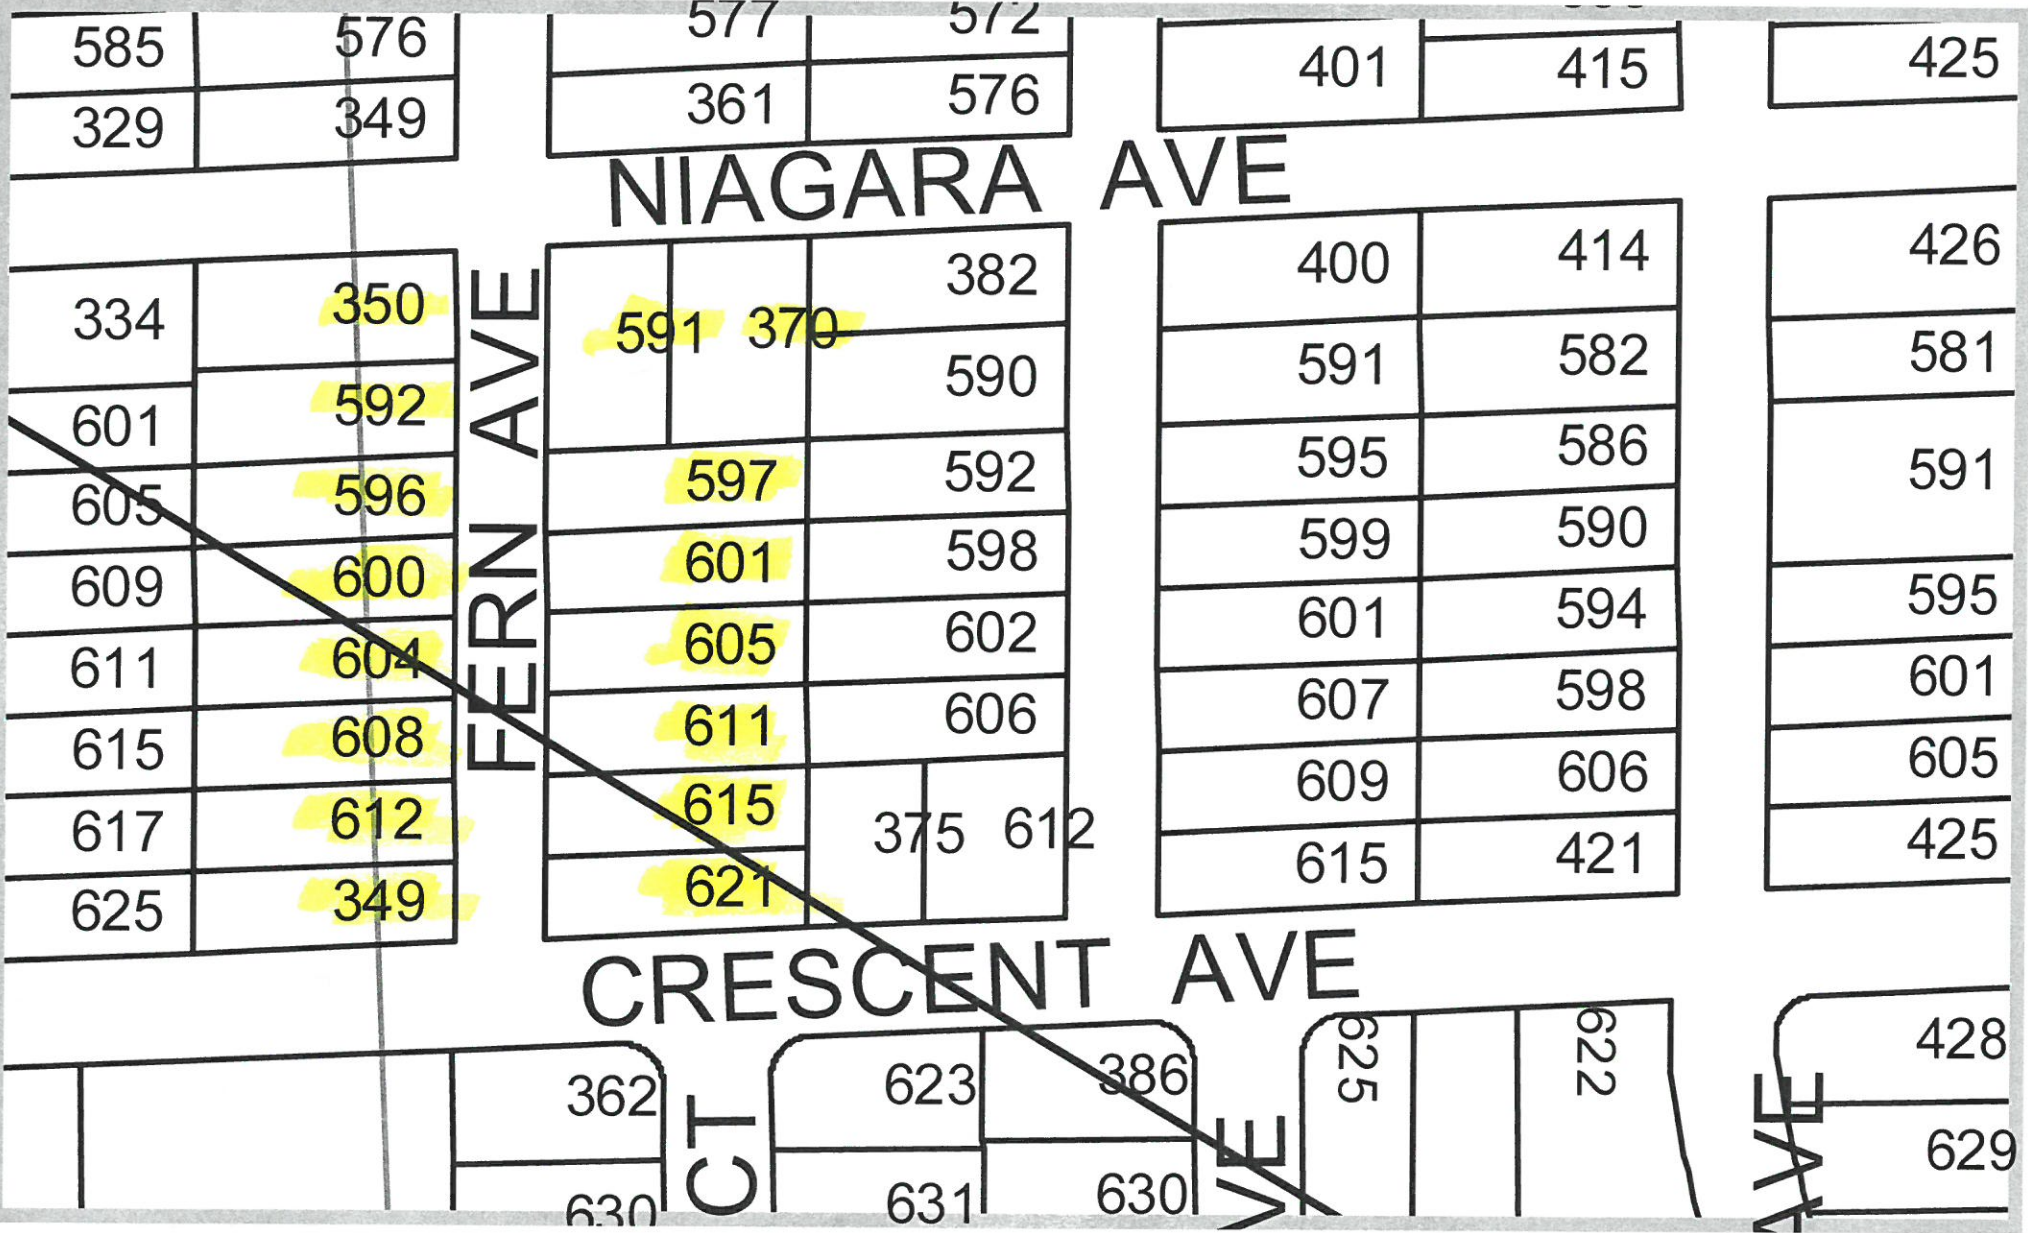 585 576 577 572
329 349 361 576 401 415 425
NIAGARA AVE
334 350 591 370 382 400 414 426
601 592 590 591 582 581
605 596 597 592 595 586 591
609 600 601 598 599 590
611 604 605 602 601 594 595
615 608 611 606 607 598 601
617 612 615 375 612 609 606 605
625 349 621 615 421 425
FERN AVE
CRESCENT AVE
362 623 386 625 622 428
630 631 630 629
CT
AVE